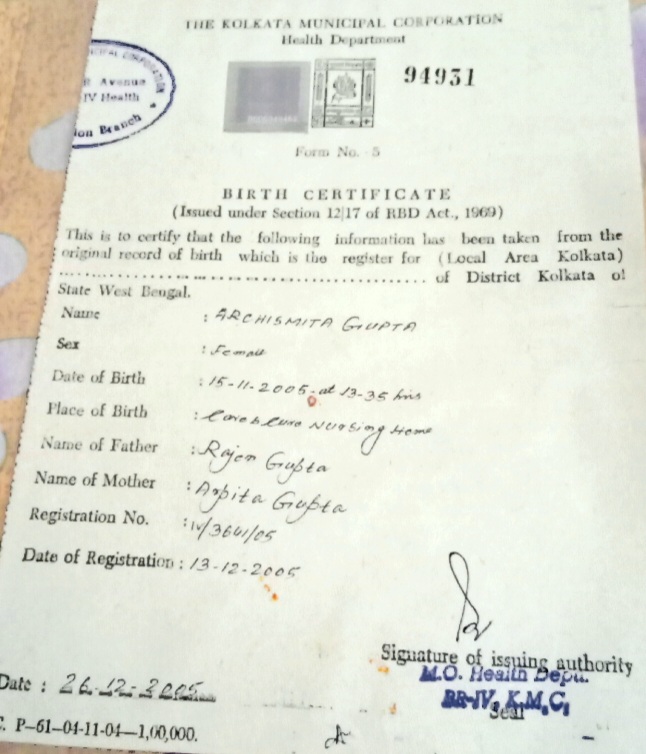 THE KOLKATA MUNICIPAL CORPORATION
Health Department
Avenue
IV Health
ion Branch
94931
Form No. 5
BIRTH CERTIFICATE
(Issued under Section 12|17 of RBD Act., 1969)
This is to certify that the following information has been taken from the
original record of birth which is the register for (Local Area Kolkata)
of District Kolkata of
State West Bengal.
Name : ARCHISMITA GUPTA
Sex : Female
Date of Birth : 15-11-2005 at 13-35 hrs
Place of Birth : Care & Cure Nursing Home
Name of Father : Rajen Gupta
Name of Mother : Arpita Gupta
Registration No. : IV/3641/05
Date of Registration : 13-12-2005
Signature of issuing authority
M.O. Health Deptt.
BR-IV, K.M.C,
Seal
Date : 26-12-2005
C. P-61-04-11-04-1,00,000.